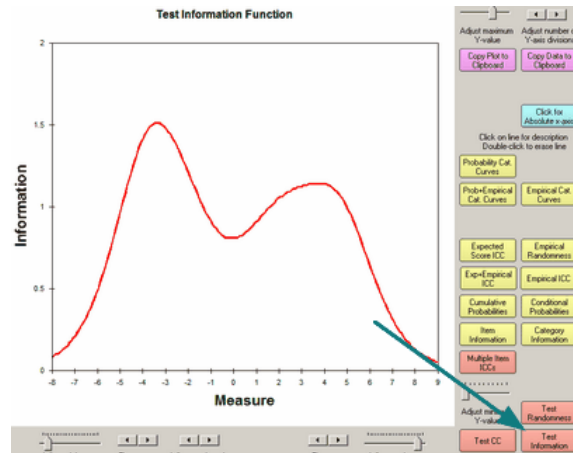 Test Information Function
Adjust maximum
Y-value
Adjust number
Y-axis division
Copy Plot to
Clipboard
Copy Data to
Clipboard
Click for
Absolute x-axis
Click on line for description
Double-click to erase line
Probability Cat.
Curves
Prob+Empirical
Cat. Curves
Empirical Cat.
Curves
Expected
Score ICC
Empirical
Randomness
Exp+Empirical
ICC
Empirical ICC
Cumulative
Probabilities
Conditional
Probabilities
Item
Information
Category
Information
Multiple Item
ICCs
Y-value
Test
Randomness
Test CC
Test
Information
Information
2
1.5
1
0.5
0
-8 -7 -6 -5 -4 -3 -2 -1 0 1 2 3 4 5 6 7 8 9
Measure